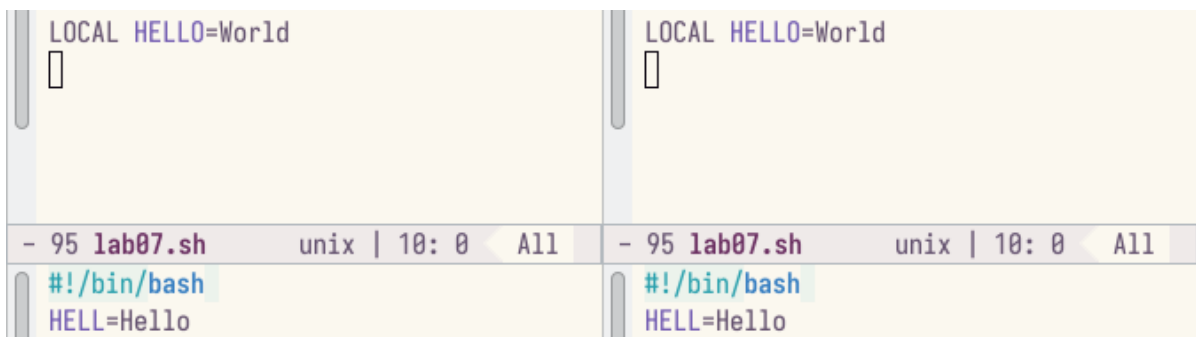 LOCAL HELLO=World
LOCAL HELLO=World
- 95 lab07.sh unix | 10: 0 All
- 95 lab07.sh unix | 10: 0 All
#!/bin/bash
HELL=Hello
#!/bin/bash
HELL=Hello